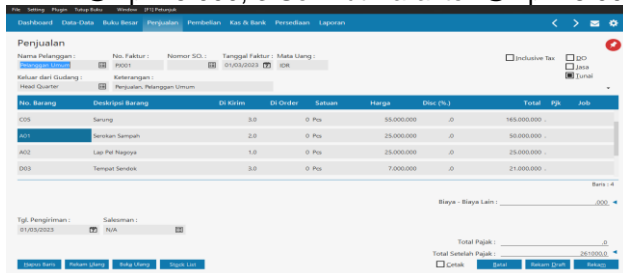 File Setting Plugin Tutup Buku Window [F1] Petunjuk
Dashboard Data-Data Buku Besar Penjualan Pembelian Kas & Bank Persediaan Laporan
Penjualan
Nama Pelanggan : No. Faktur : Nomor SO. : Tanggal Faktur : Mata Uang :
Pelanggan Umum PJ001 01/03/2023 IDR
Inclusive Tax DO
Jasa
Tunai
Keluar dari Gudang : Keterangan :
Head Quarter Penjualan, Pelanggan Umum
No. Barang Deskripsi Barang Di Kirim Di Order Satuan Harga Disc (%.) Total Pjk Job
C05 Sarung 3.0 0 Pcs 55.000.000 .0 165.000.000 ..
A01 Serokan Sampah 2.0 0 Pcs 25.000.000 .0 50.000.000 ..
A02 Lap Pel Nagoya 1.0 0 Pcs 25.000.000 .0 25.000.000 ..
D03 Tempat Sendok 3.0 0 Pcs 7.000.000 .0 21.000.000 ..
Baris : 4
Biaya - Biaya Lain : .000
Tgl. Pengiriman : Salesman :
01/03/2023 N/A
Total Pajak : .0
Total Setelah Pajak : 261000.0
Hapus Baris Rekam Ulang Buka Ulang Cetak Batal Rekam Draft Rekam